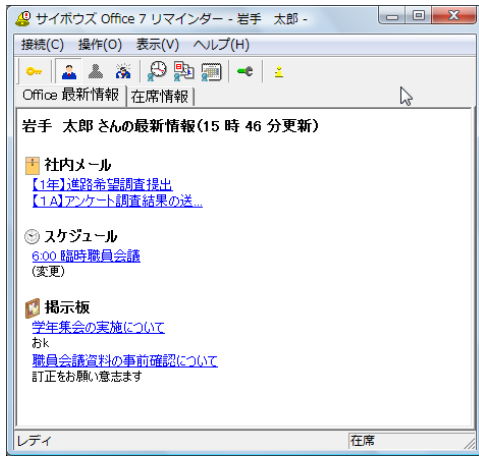 サイボウズ Office 7 リマインダー - 岩手　太郎 -
接続(C)　操作(O)　表示(V)　ヘルプ(H)
Office 最新情報　在席情報
岩手　太郎 さんの最新情報(15 時 46 分更新)
社内メール
【1年】進路希望調査提出
【1 A】アンケート調査結果の送...
スケジュール
6:00 臨時職員会議
(変更)
掲示板
学年集会の実施について
おk
職員会議資料の事前確認について
訂正をお願い意志ます
レディ　在席